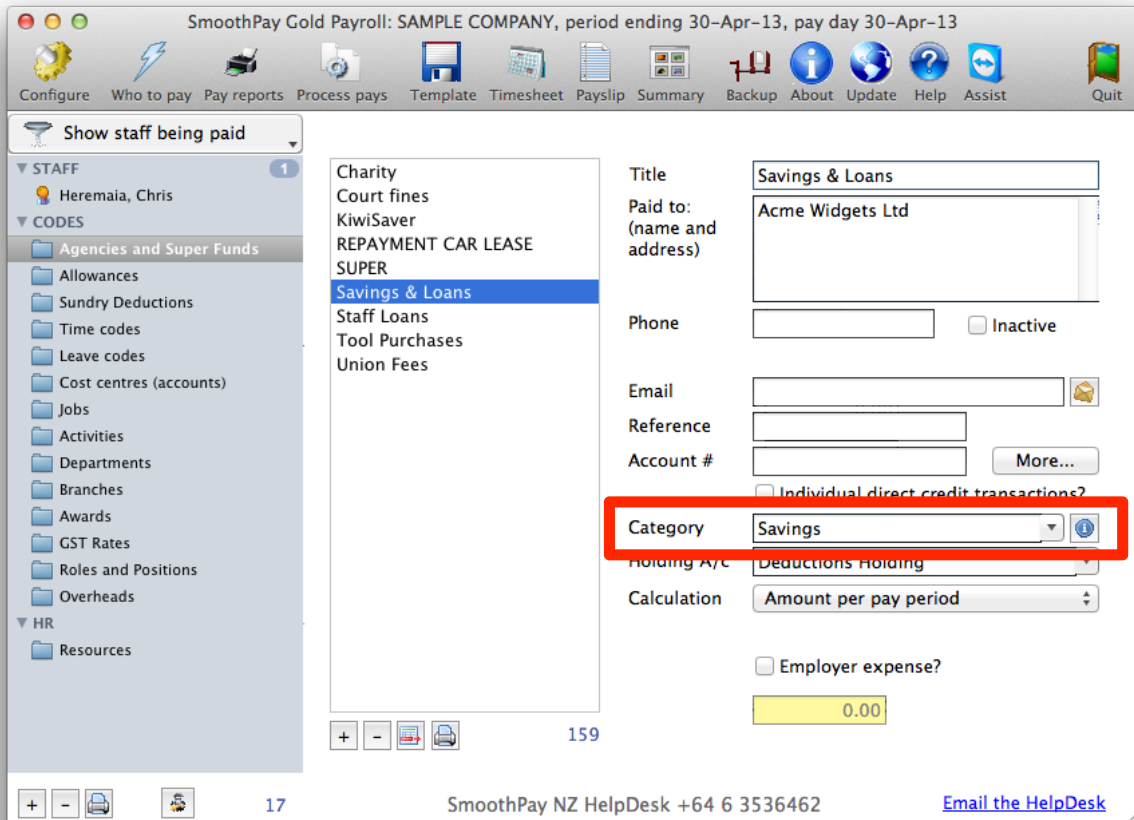 SmoothPay Gold Payroll: SAMPLE COMPANY, period ending 30-Apr-13, pay day 30-Apr-13
Configure Who to pay Pay reports Process pays Template Timesheet Payslip Summary Backup About Update Help Assist Quit
Show staff being paid
STAFF 1
Heremaia, Chris
CODES
Agencies and Super Funds
Allowances
Sundry Deductions
Time codes
Leave codes
Cost centres (accounts)
Jobs
Activities
Departments
Branches
Awards
GST Rates
Roles and Positions
Overheads
HR
Resources
Charity
Court fines
KiwiSaver
REPAYMENT CAR LEASE
SUPER
Savings & Loans
Staff Loans
Tool Purchases
Union Fees
+ - 159
Title Savings & Loans
Paid to: Acme Widgets Ltd
(name and
address)
Phone Inactive
Email
Reference
Account # More...
Individual direct credit transactions?
Category Savings
Holding A/c Deductions Holding
Calculation Amount per pay period
Employer expense?
0.00
+ - 17 SmoothPay NZ HelpDesk +64 6 3536462 Email the HelpDesk